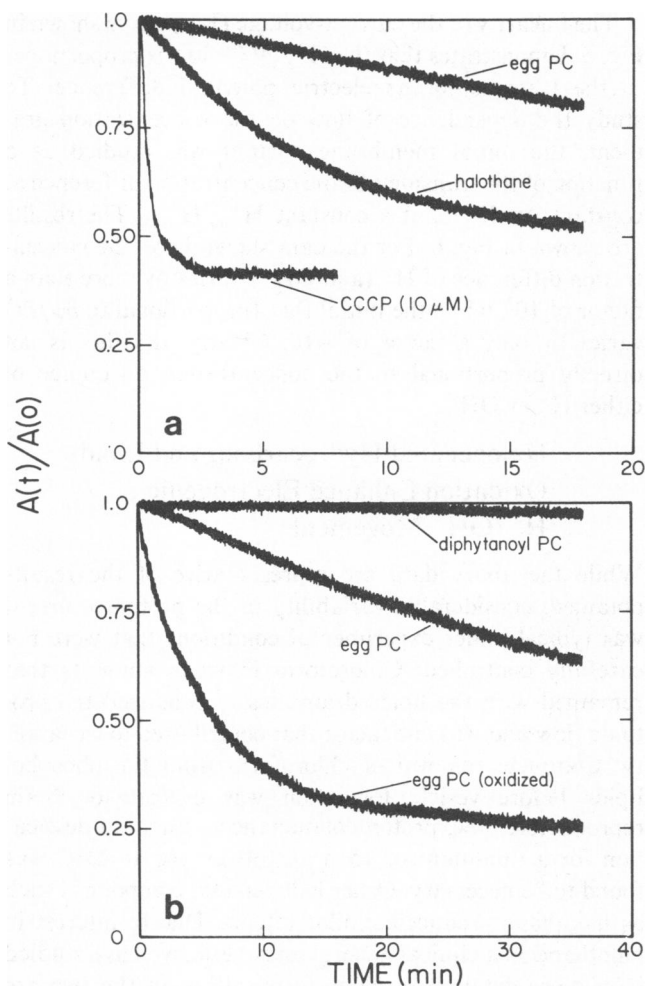 1.0
egg PC
0.75
halothane
0.5
CCCP (10 μM)
0.25
a
0
0 5 10 15 20
A(t)/A(o)
1.0
diphytanoyl PC
0.75
egg PC
0.50
egg PC (oxidized)
0.25
b
0
0 10 20 30 40
TIME (min)